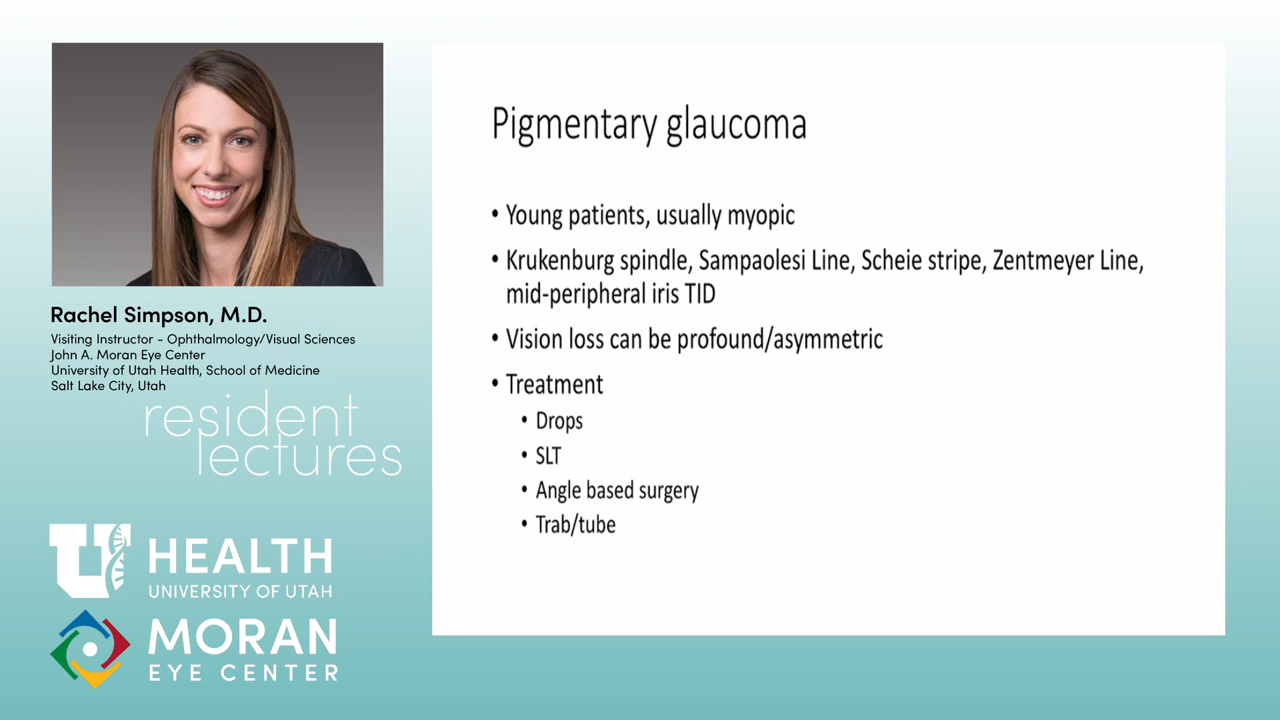 Rachel Simpson, M.D.
Visiting Instructor - Ophthalmology/Visual Sciences
John A. Moran Eye Center
University of Utah Health, School of Medicine
Salt Lake City, Utah
resident
lectures
U HEALTH
UNIVERSITY OF UTAH
MORAN
EYE CENTER
Pigmentary glaucoma
• Young patients, usually myopic
• Krukenburg spindle, Sampaolesi Line, Scheie stripe, Zentmeyer Line,
mid-peripheral iris TID
• Vision loss can be profound/asymmetric
• Treatment
• Drops
• SLT
• Angle based surgery
• Trab/tube